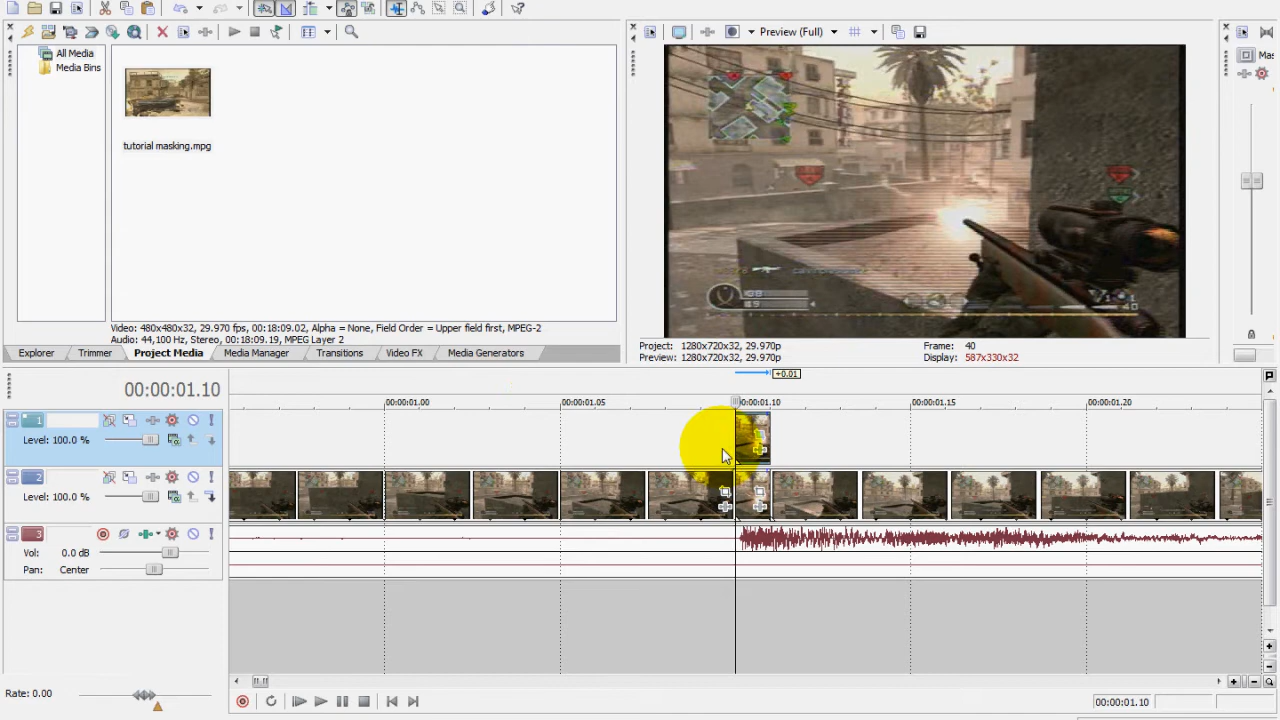 Preview (Full)
All Media
Media Bins
tutorial masking.mpg
Mas
Video: 480x480x32, 29.970 fps, 00:18:09.02, Alpha = None, Field Order = Upper field first, MPEG-2
Audio: 44,100 Hz, Stereo, 00:18:09.19, MPEG Layer 2
Explorer
Trimmer
Project Media
Media Manager
Transitions
Video FX
Media Generators
Project: 1280x720x32, 29.970p
Frame: 40
Preview: 1280x720x32, 29.970p
Display: 587x330x32
+0.01
00:00:01.10
00:00:01.00
00:00:01.05
00:00:01.10
00:00:01.15
00:00:01.20
1
Level: 100.0 %
2
Level: 100.0 %
3
Vol: 0.0 dB
Pan: Center
Rate: 0.00
00:00:01.10